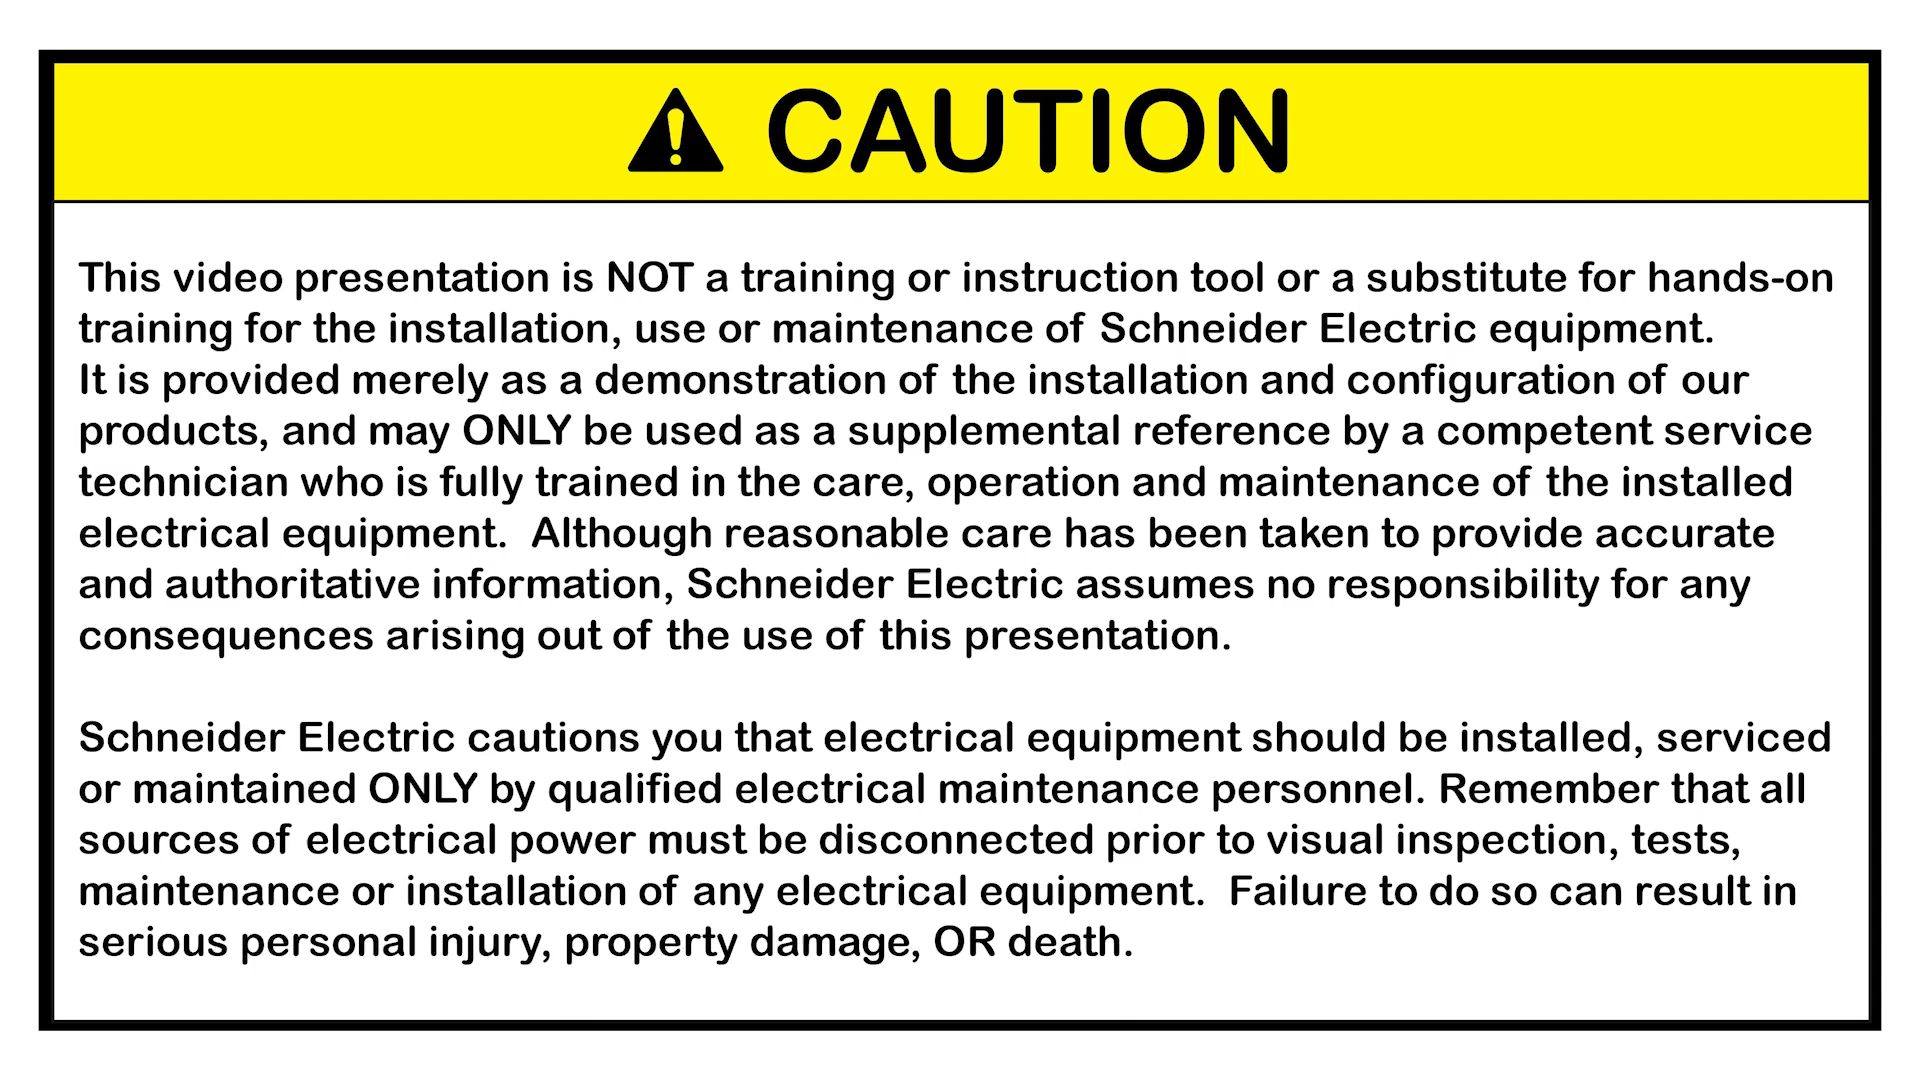 CAUTION
This video presentation is NOT a training or instruction tool or a substitute for hands-on
training for the installation, use or maintenance of Schneider Electric equipment.
It is provided merely as a demonstration of the installation and configuration of our
products, and may ONLY be used as a supplemental reference by a competent service
technician who is fully trained in the care, operation and maintenance of the installed
electrical equipment.  Although reasonable care has been taken to provide accurate
and authoritative information, Schneider Electric assumes no responsibility for any
consequences arising out of the use of this presentation.
Schneider Electric cautions you that electrical equipment should be installed, serviced
or maintained ONLY by qualified electrical maintenance personnel. Remember that all
sources of electrical power must be disconnected prior to visual inspection, tests,
maintenance or installation of any electrical equipment.  Failure to do so can result in
serious personal injury, property damage, OR death.